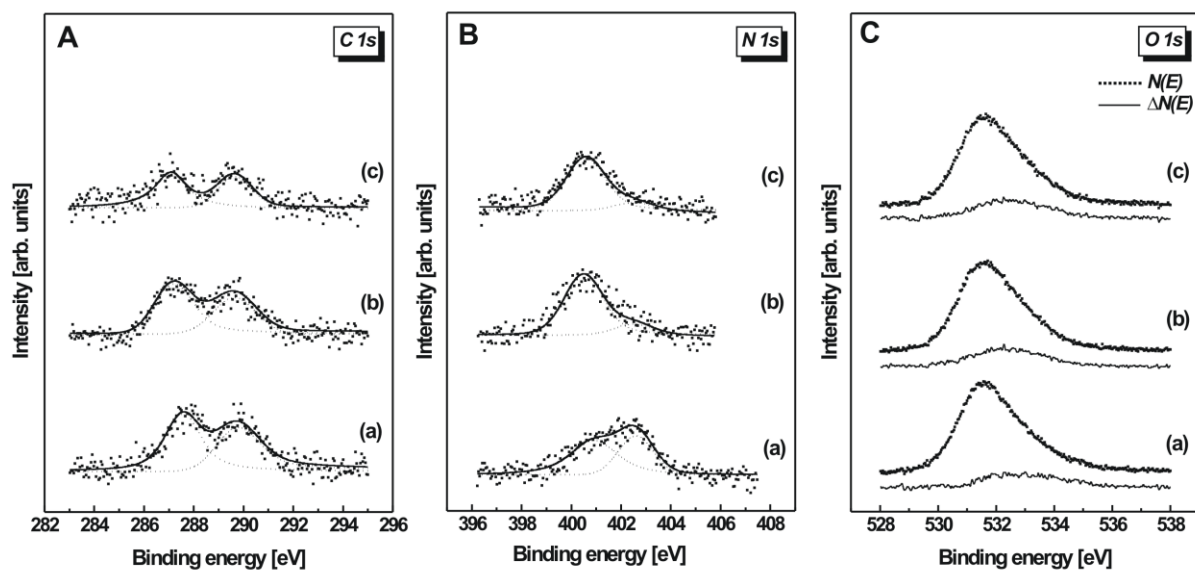 A
C 1s
(c)
(b)
(a)
Intensity [arb. units]
282 284 286 288 290 292 294 296
Binding energy [eV]
B
N 1s
(c)
(b)
(a)
Intensity [arb. units]
396 398 400 402 404 406 408
Binding energy [eV]
C
O 1s
N(E)
ΔN(E)
(c)
(b)
(a)
Intensity [arb. units]
528 530 532 534 536 538
Binding energy [eV]